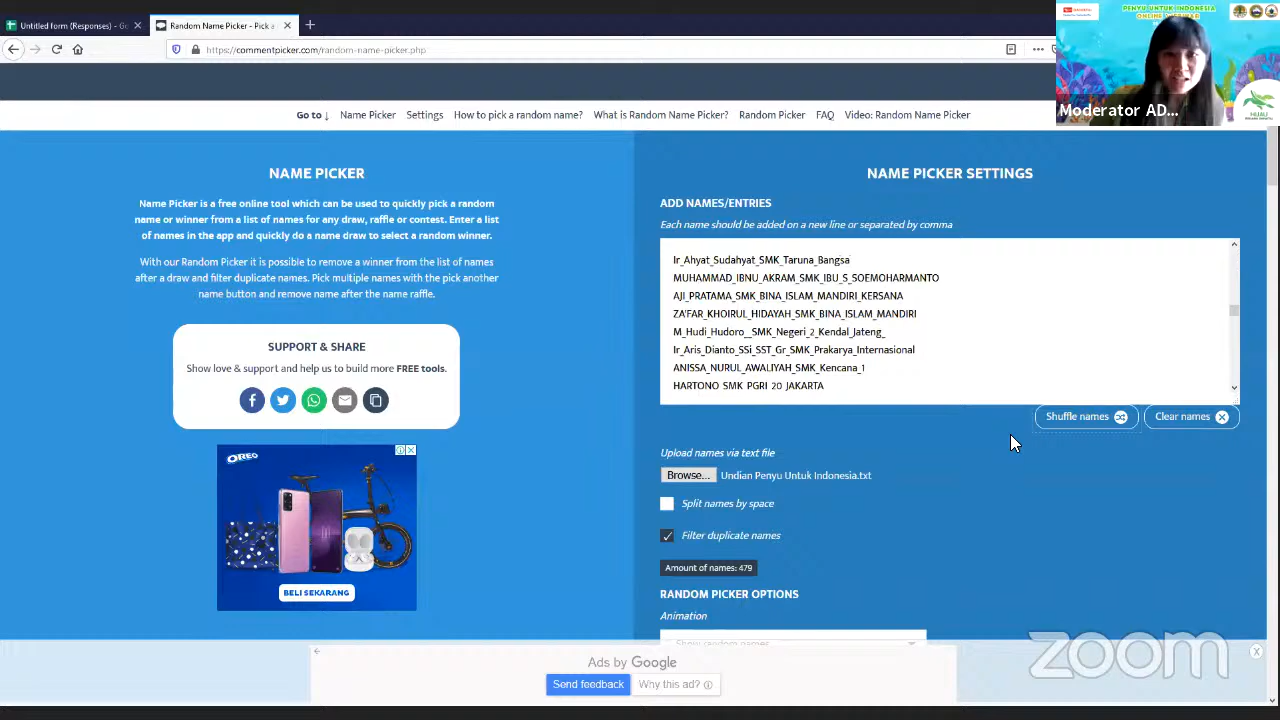 Untitled form (Responses) - Go
Random Name Picker - Pick a
https://commentpicker.com/random-name-picker.php
PENYU UNTUK INDONESIA
Moderator AD...
Go to ↓ Name Picker Settings How to pick a random name? What is Random Name Picker? Random Picker FAQ Video: Random Name Picker
NAME PICKER
Name Picker is a free online tool which can be used to quickly pick a random
name or winner from a list of names for any draw, raffle or contest. Enter a list
of names in the app and quickly do a name draw to select a random winner.
With our Random Picker it is possible to remove a winner from the list of names
after a draw and filter duplicate names. Pick multiple names with the pick another
name button and remove name after the name raffle.
SUPPORT & SHARE
Show love & support and help us to build more FREE tools.
OREO
BELI SEKARANG
NAME PICKER SETTINGS
ADD NAMES/ENTRIES
Each name should be added on a new line or separated by comma
Ir_Ahyat_Sudahyat_SMK_Taruna_Bangsa
MUHAMMAD_IBNU_AKRAM_SMK_IBU_S_SOEMOHARMANTO
AJI_PRATAMA_SMK_BINA_ISLAM_MANDIRI_KERSANA
ZA'FAR_KHOIRUL_HIDAYAH_SMK_BINA_ISLAM_MANDIRI
M_Hudi_Hudoro__SMK_Negeri_2_Kendal_Jateng_
Ir_Aris_Dianto_SSi_SST_Gr_SMK_Prakarya_Internasional
ANISSA_NURUL_AWALIYAH_SMK_Kencana_1
HARTONO_SMK_PGRI_20_JAKARTA
Shuffle names
Clear names
Upload names via text file
Browse... Undian Penyu Untuk Indonesia.txt
Split names by space
Filter duplicate names
Amount of names: 479
RANDOM PICKER OPTIONS
Animation
Show random names
Ads by Google
Send feedback
Why this ad?
zoom